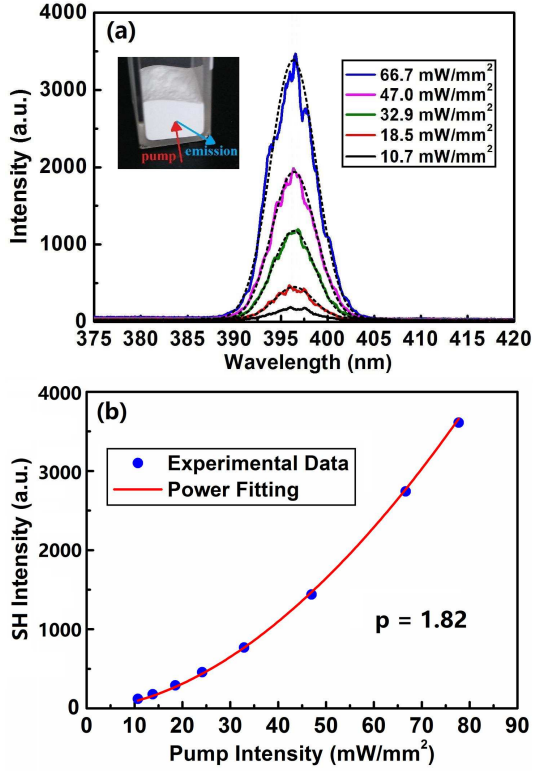 (a)
4000
3000
2000
1000
0
Intensity (a.u.)
pump
emission
66.7 mW/mm²
47.0 mW/mm²
32.9 mW/mm²
18.5 mW/mm²
10.7 mW/mm²
375 380 385 390 395 400 405 410 415 420
Wavelength (nm)
(b)
4000
3000
2000
1000
0
SH Intensity (a.u.)
Experimental Data
Power Fitting
p = 1.82
0 10 20 30 40 50 60 70 80 90
Pump Intensity (mW/mm²)